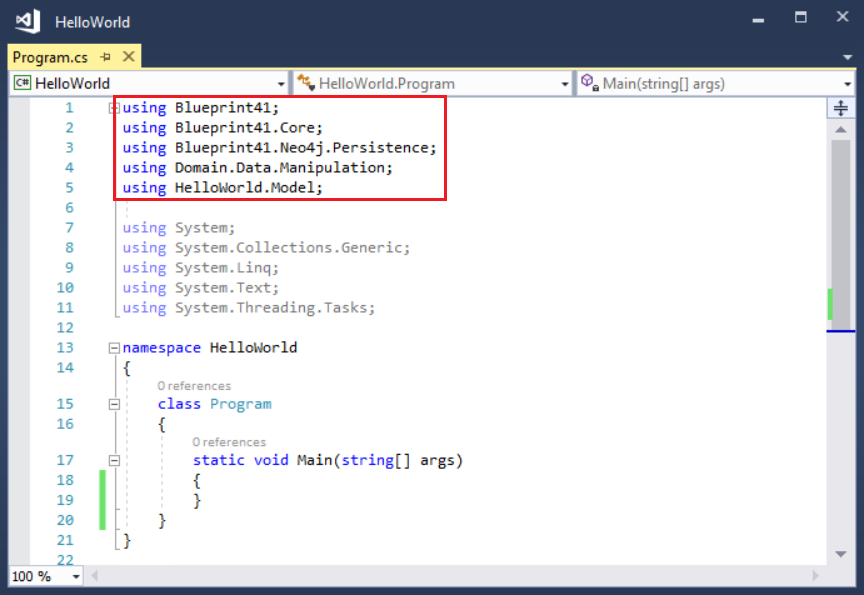 HelloWorld
Program.cs
C# HelloWorld HelloWorld.Program Main(string[] args)
1 using Blueprint41;
2 using Blueprint41.Core;
3 using Blueprint41.Neo4j.Persistence;
4 using Domain.Data.Manipulation;
5 using HelloWorld.Model;
6
7 using System;
8 using System.Collections.Generic;
9 using System.Linq;
10 using System.Text;
11 using System.Threading.Tasks;
12
13 namespace HelloWorld
14 {
0 references
15 class Program
16 {
0 references
17 static void Main(string[] args)
18 {
19 }
20 }
21 }
22
100 %